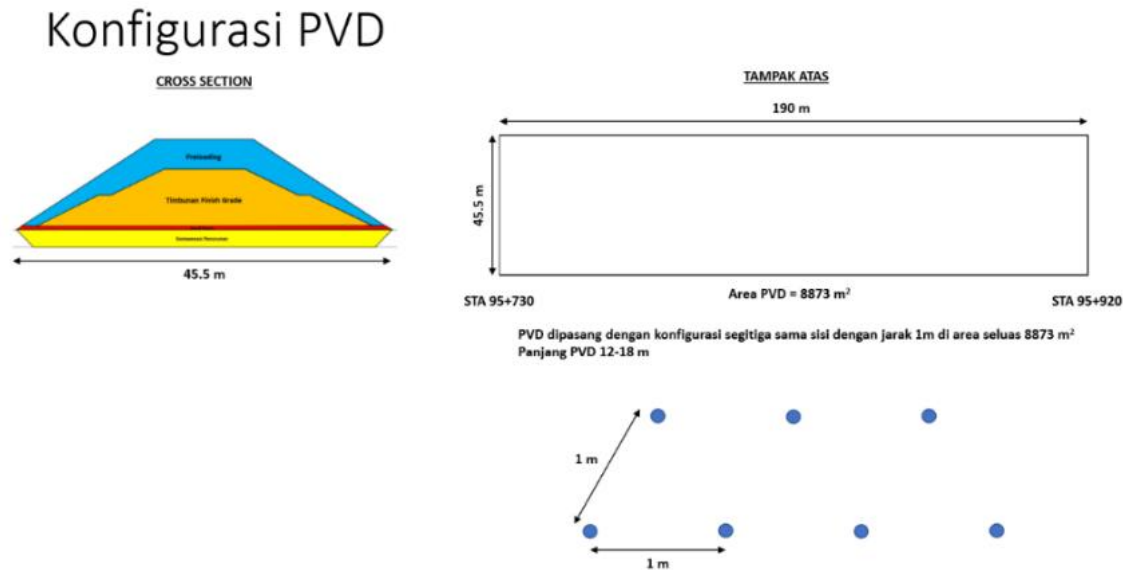 Konfigurasi PVD
CROSS SECTION
Preloading
Timbunan Finish Grade
45.5 m
TAMPAK ATAS
190 m
45.5 m
STA 95+730
Area PVD = 8873 m²
STA 95+920
PVD dipasang dengan konfigurasi segitiga sama sisi dengan jarak 1m di area seluas 8873 m²
Panjang PVD 12-18 m
1 m
1 m